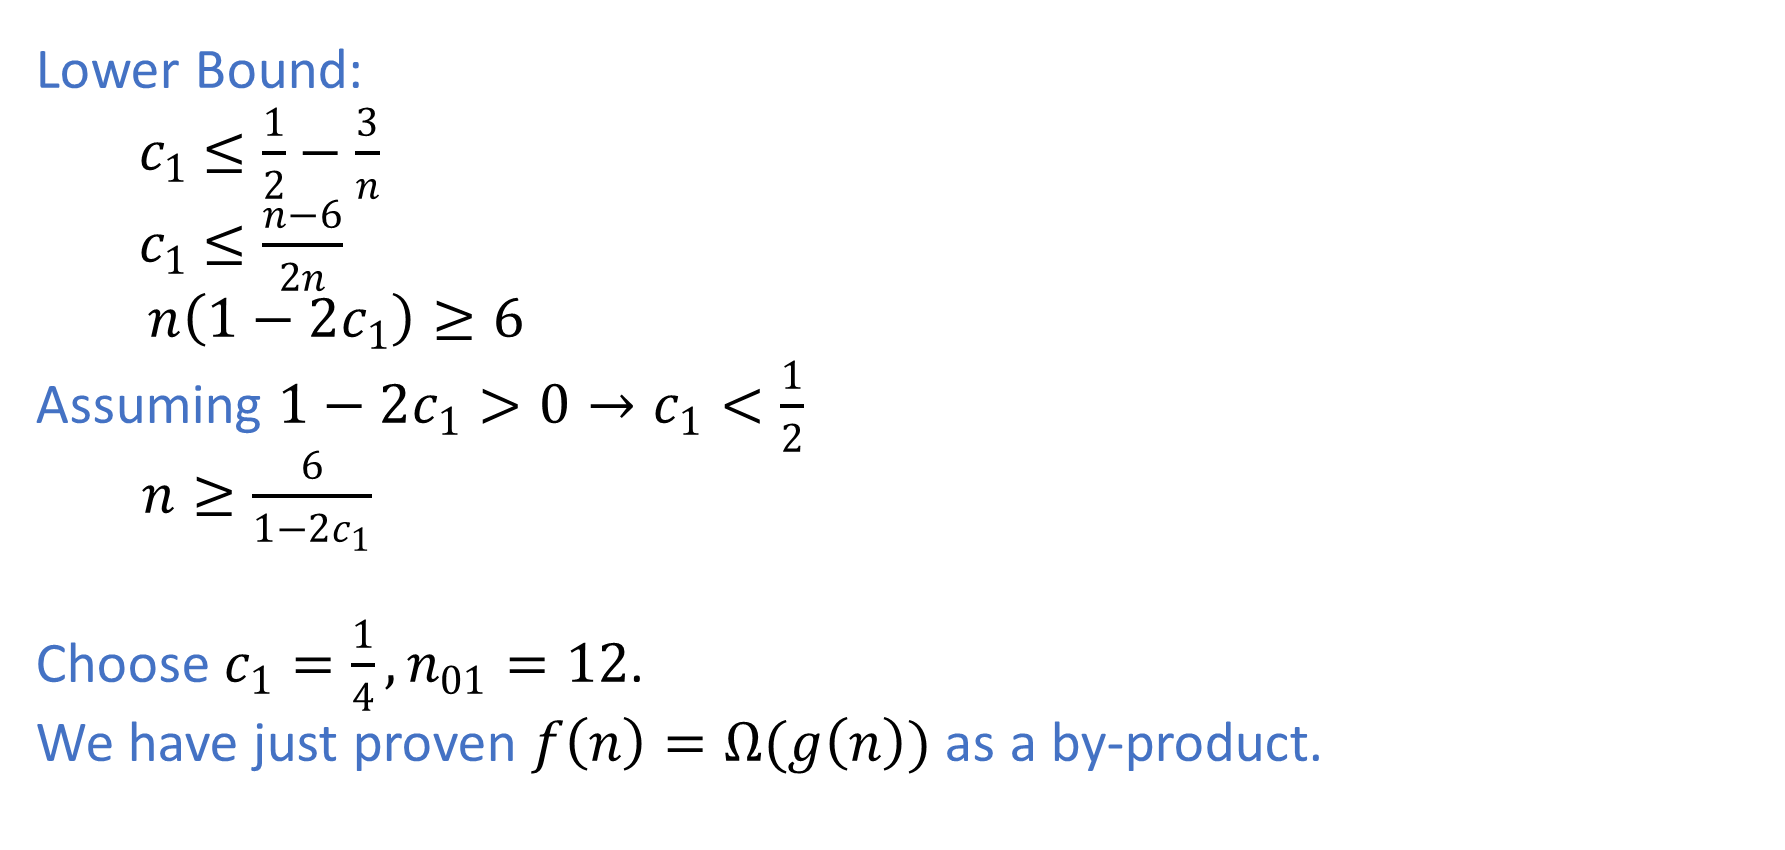 Lower Bound:
c₁ ≤ 1/2 − 3/n
c₁ ≤ (n−6)/(2n)
n(1 − 2c₁) ≥ 6
Assuming 1 − 2c₁ > 0 → c₁ < 1/2
n ≥ 6/(1−2c₁)
Choose c₁ = 1/4, n₀₁ = 12.
We have just proven f(n) = Ω(g(n)) as a by-product.